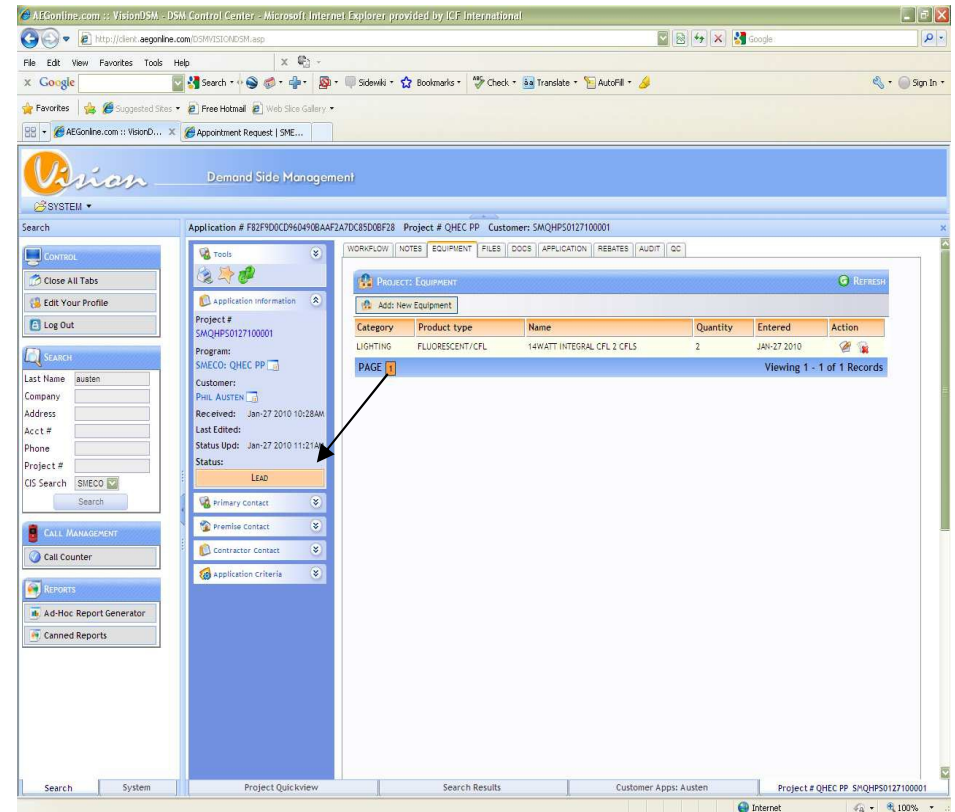 AEGonline.com :: VisionDSM - DSM Control Center - Microsoft Internet Explorer provided by ICF International
http://client.aegonline.com/DSMVISIONDSM.asp
Google
File Edit View Favorites Tools Help
x Google Search Sidewiki Bookmarks Check Translate AutoFill Sign In
Favorites Suggested Sites Free Hotmail Web Slice Gallery
AEGonline.com :: VisionD... X Appointment Request | SME...
Vision Demand Side Management
SYSTEM
Search
Application # F82F9D0CD960490BAAF2A7DC85D0BF28 Project # QHEC PP Customer: SMQHPS0127100001 x
CONTROL
Close All Tabs
Edit Your Profile
Log Out
SEARCH
Last Name austen
Company
Address
Acct #
Phone
Project #
CIS Search SMECO
Search
CALL MANAGEMENT
Call Counter
REPORTS
Ad-Hoc Report Generator
Canned Reports
Tools
Application Information
Project #
SMQHPS0127100001
Program:
SMECO: QHEC PP
Customer:
PHIL AUSTEN
Received: Jan-27 2010 10:28AM
Last Edited:
Status Upd: Jan-27 2010 11:21AM
Status:
LEAD
Primary Contact
Premise Contact
Contractor Contact
Application Criteria
WORKFLOW NOTES EQUIPMENT FILES DOCS APPLICATION REBATES AUDIT QC
PROJECT: EQUIPMENT REFRESH
Add: New Equipment
Category Product type Name Quantity Entered Action
LIGHTING FLUORESCENT/CFL 14WATT INTEGRAL CFL 2 CFLS 2 JAN-27 2010
PAGE 1 Viewing 1 - 1 of 1 Records
Search System Project Quickview Search Results Customer Apps: Austen Project # QHEC PP SMQHPS0127100001
Internet 100%